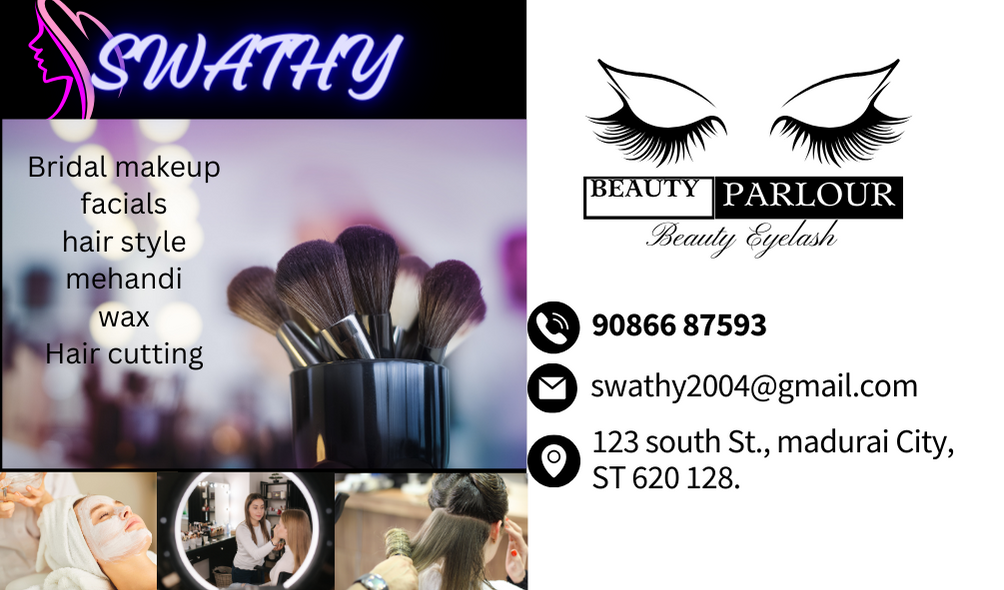 SWATHY
Bridal makeup
facials
hair style
mehandi
wax
Hair cutting
BEAUTY PARLOUR
Beauty Eyelash
90866 87593
swathy2004@gmail.com
123 south St., madurai City,
ST 620 128.